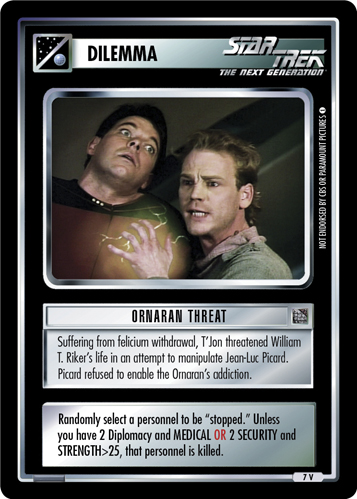 DILEMMA
STAR TREK
THE NEXT GENERATION
NOT ENDORSED BY CBS OR PARAMOUNT PICTURES
ORNARAN THREAT
Suffering from felicium withdrawal, T'Jon threatened William
T. Riker's life in an attempt to manipulate Jean-Luc Picard.
Picard refused to enable the Ornaran's addiction.
Randomly select a personnel to be “stopped.” Unless
you have 2 Diplomacy and MEDICAL OR 2 SECURITY and
STRENGTH>25, that personnel is killed.
7 V